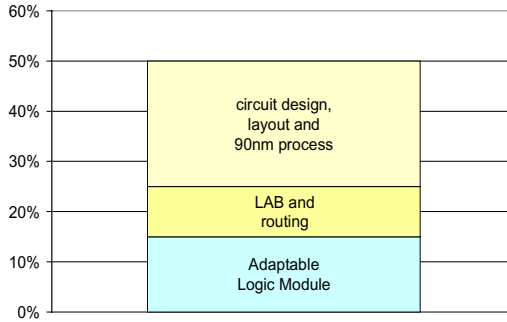 60%
50%
40%
30%
20%
10%
0%
circuit design,
layout and
90nm process
LAB and
routing
Adaptable
Logic Module